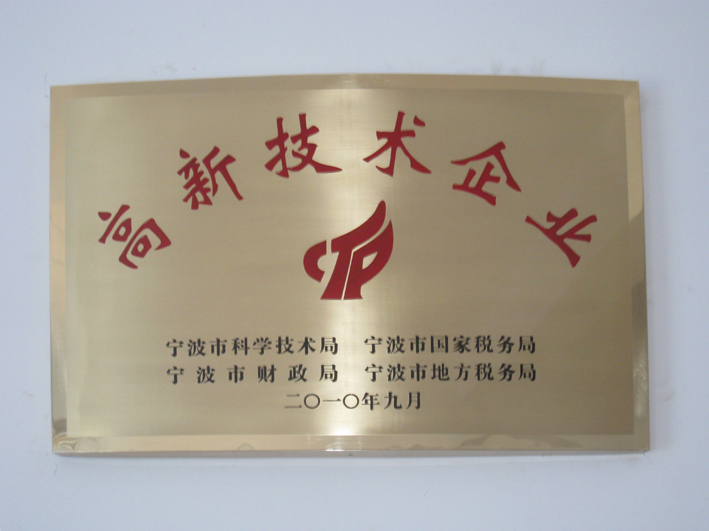 高新技术企业
宁波市科学技术局 宁波市国家税务局
宁波市财政局 宁波市地方税务局
二〇一〇年九月